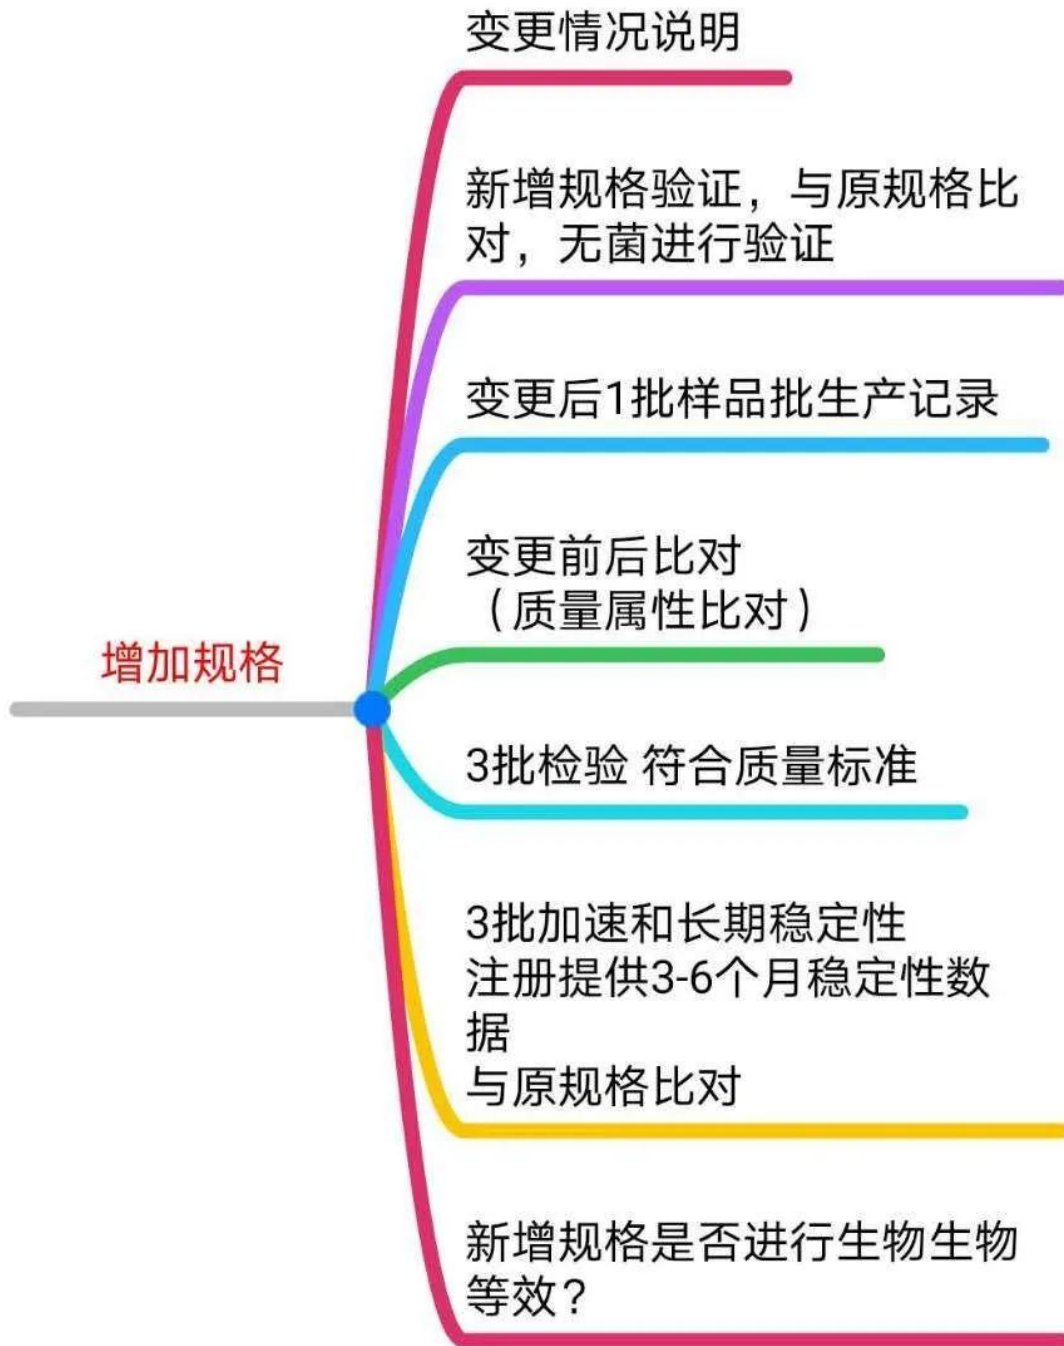 变更情况说明
新增规格验证，与原规格比
对，无菌进行验证
变更后1批样品批生产记录
变更前后比对
（质量属性比对）
增加规格
3批检验 符合质量标准
3批加速和长期稳定性
注册提供3-6个月稳定性数
据
与原规格比对
新增规格是否进行生物生物
等效？